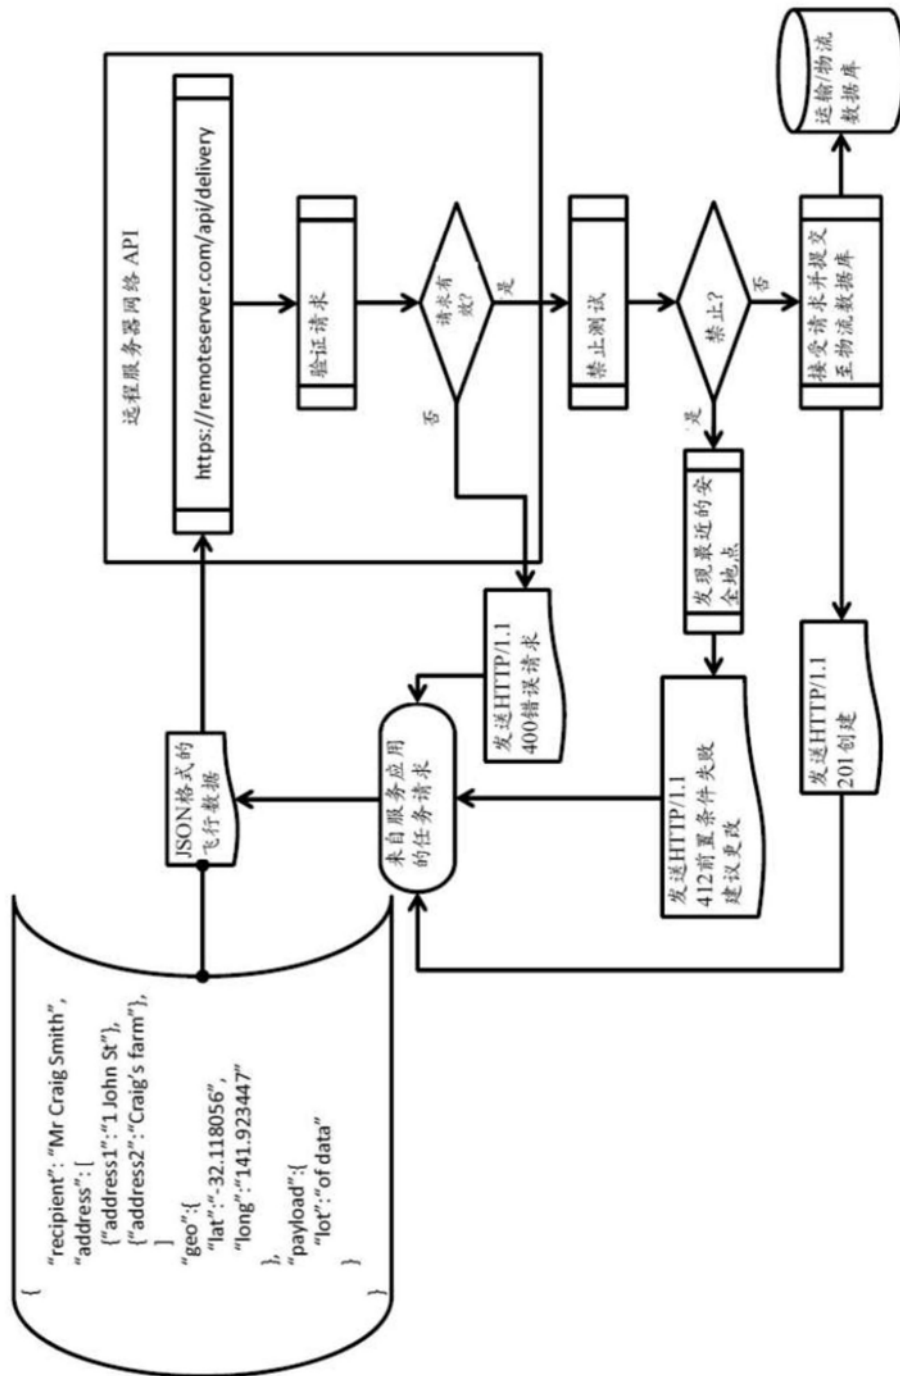 {
"recipient": "Mr Craig Smith",
"address": [
{"address1":"1 John St"},
{"address2":"Craig's farm"},
]
"geo":{
"lat":"-32.118056",
"long":"141.923447"
},
"payload":{
"lot":"of data"
}
}
JSON格式的
飞行数据
来自服务应用
的任务请求
远程服务器网络 API
https://remoteserver.com/api/delivery
验证请求
请求有
效?
否
是
发送HTTP/1.1
400错误请求
禁止测试
禁止?
是
否
发现最近的安
全地点
发送HTTP/1.1
412前置条件失败
建议更改
接受请求并提交
至物流数据库
发送HTTP/1.1
201创建
运输/物流
数据库